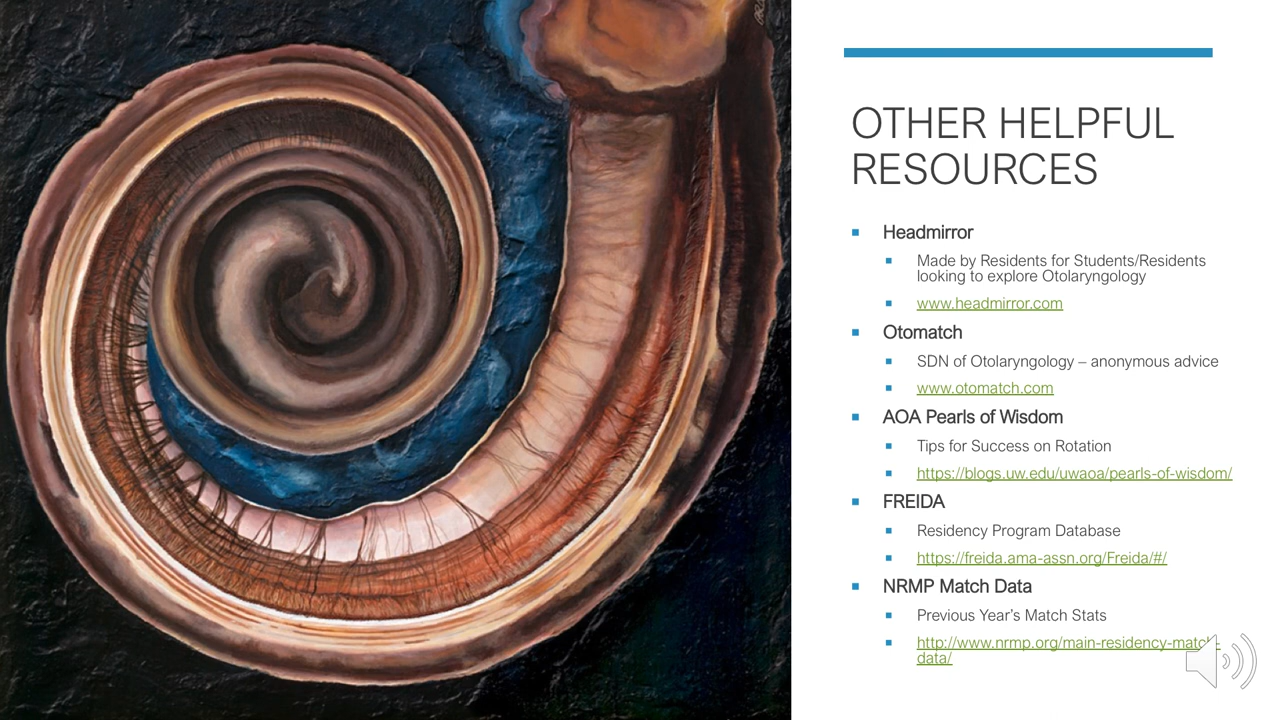 OTHER HELPFUL
RESOURCES
Headmirror
Made by Residents for Students/Residents
looking to explore Otolaryngology
www.headmirror.com
Otomatch
SDN of Otolaryngology – anonymous advice
www.otomatch.com
AOA Pearls of Wisdom
Tips for Success on Rotation
https://blogs.uw.edu/uwaoa/pearls-of-wisdom/
FREIDA
Residency Program Database
https://freida.ama-assn.org/Freida/#/
NRMP Match Data
Previous Year's Match Stats
http://www.nrmp.org/main-residency-match-
data/